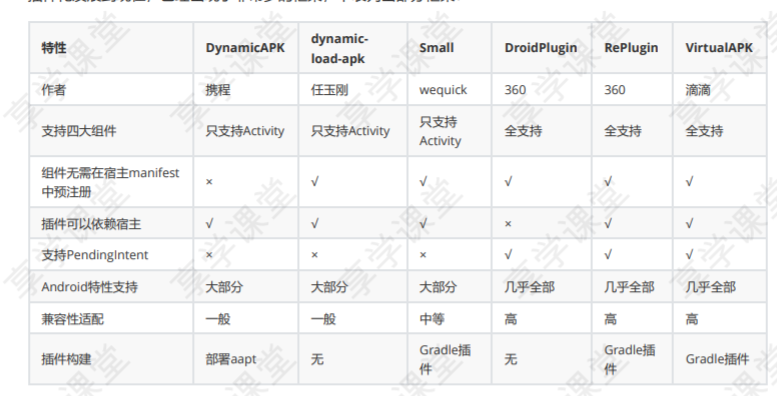 特性 DynamicAPK dynamic-load-apk Small DroidPlugin RePlugin VirtualAPK
作者 携程 任玉刚 wequick 360 360 滴滴
支持四大组件 只支持Activity 只支持Activity 只支持Activity 全支持 全支持 全支持
组件无需在宿主manifest中预注册 × √ √ √ √ √
插件可以依赖宿主 √ √ √ × √ √
支持PendingIntent × × × √ √ √
Android特性支持 大部分 大部分 大部分 几乎全部 几乎全部 几乎全部
兼容性适配 一般 一般 中等 高 高 高
插件构建 部署aapt 无 Gradle插件 无 Gradle插件 Gradle插件
享学课堂